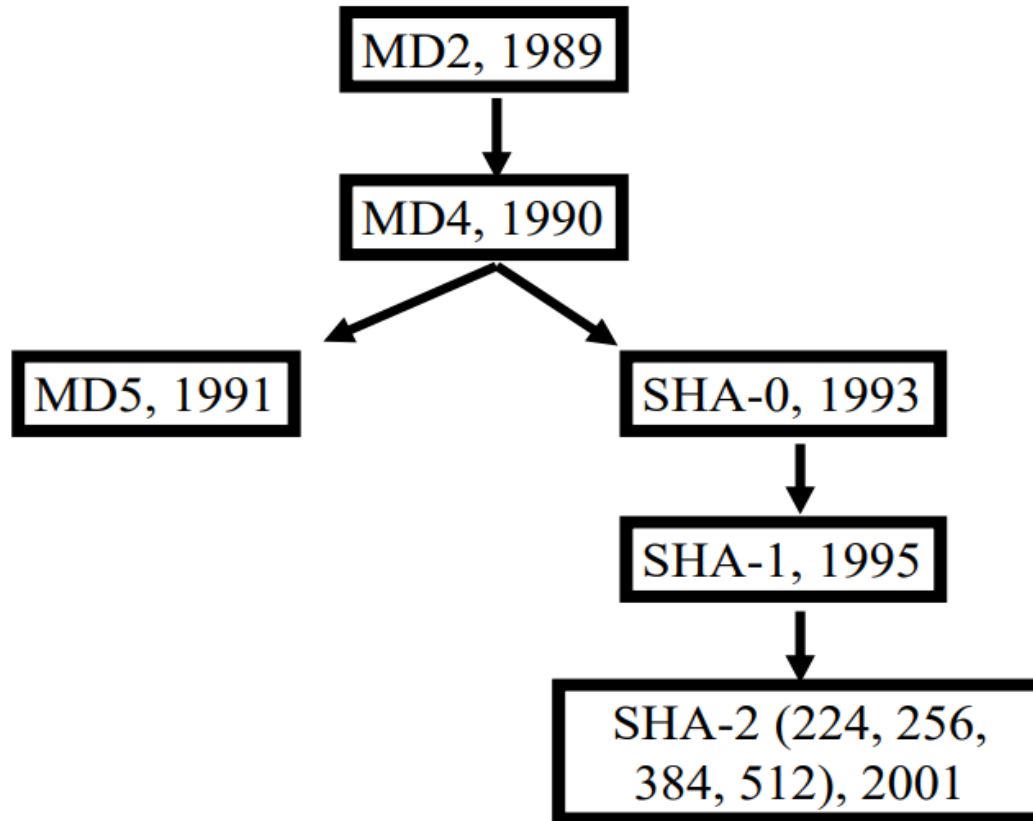 MD2, 1989
MD4, 1990
MD5, 1991
SHA-0, 1993
SHA-1, 1995
SHA-2 (224, 256,
384, 512), 2001